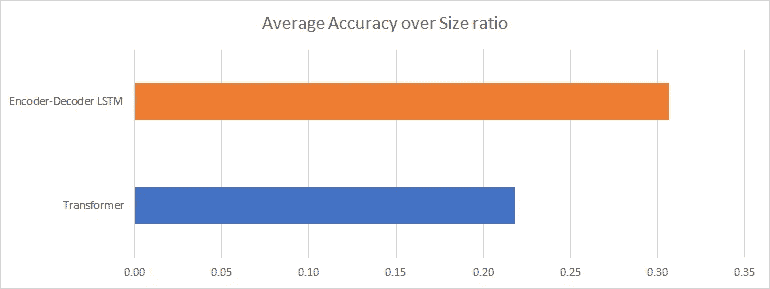 Average Accuracy over Size ratio
Encoder-Decoder LSTM
Transformer
0.00 0.05 0.10 0.15 0.20 0.25 0.30 0.35